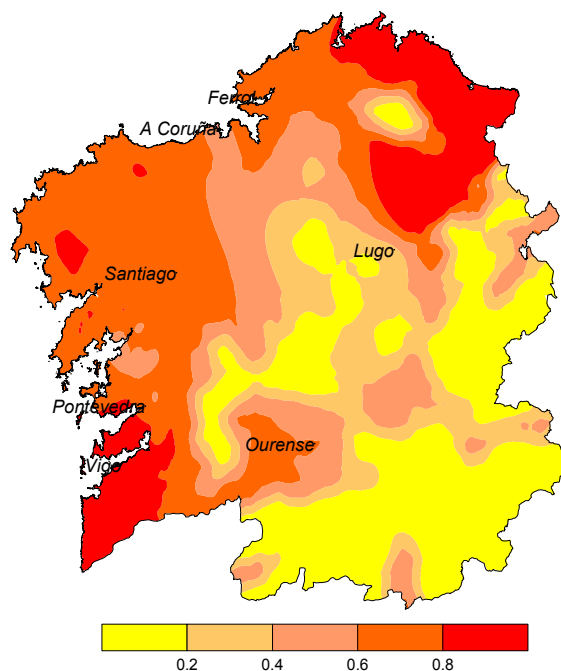 Ferrol
A Coruña
Lugo
Santiago
Pontevedra
Ourense
Vigo
0.2 0.4 0.6 0.8